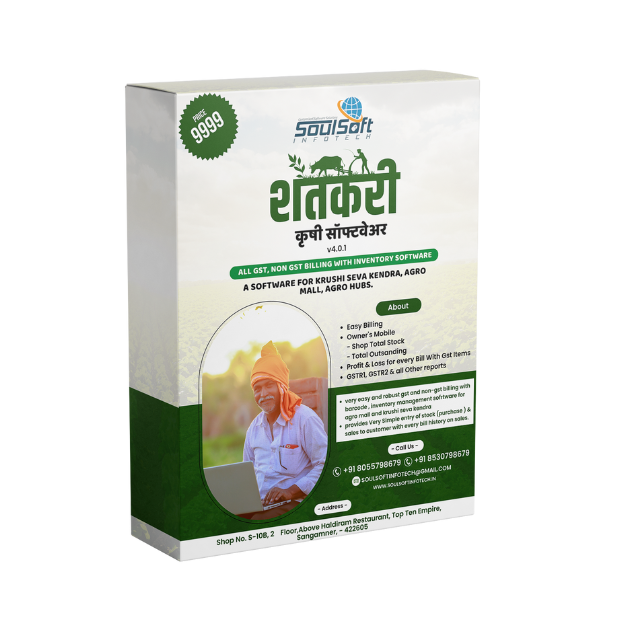 PRICE
9999
SoulSoft
INFOTECH
शेतकरी
कृषी सॉफ्टवेअर
v4.0.1
ALL GST, NON GST BILLING WITH INVENTORY SOFTWARE
A SOFTWARE FOR KRUSHI SEVA KENDRA, AGRO
MALL, AGRO HUBS.
About
• Easy Billing
• Owner's Mobile
- Shop Total Stock
- Total Outsanding
• Profit & Loss for every Bill With Gst Items
• GSTR1, GSTR2 & all Other reports
• very easy and robust gst and non-gst billing with
barcode , inventory management software for
agro mall and krushi seva kendra
• provides Very Simple entry of stock (purchase ) &
sales to customer with every bill history on sales.
- Call Us -
+91 8055798679 +91 8530798679
SOULSOFTINFOTECH@GMAIL.COM
WWW.SOULSOFTINFOTECH.IN
- Address -
Shop No. S-10B, 2 Floor,Above Haldiram Restaurant, Top Ten Empire,
Sangamner, - 422605